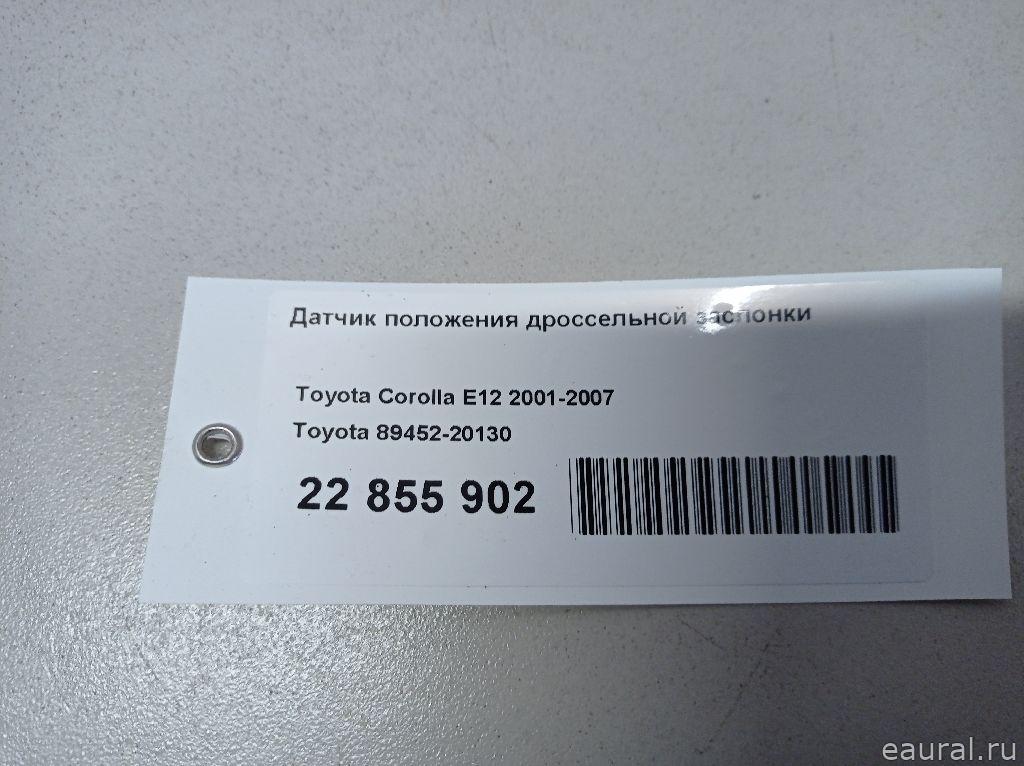 Датчик положения дроссельной заслонки
Toyota Corolla E12 2001-2007
Toyota 89452-20130
22 855 902
eaural.ru